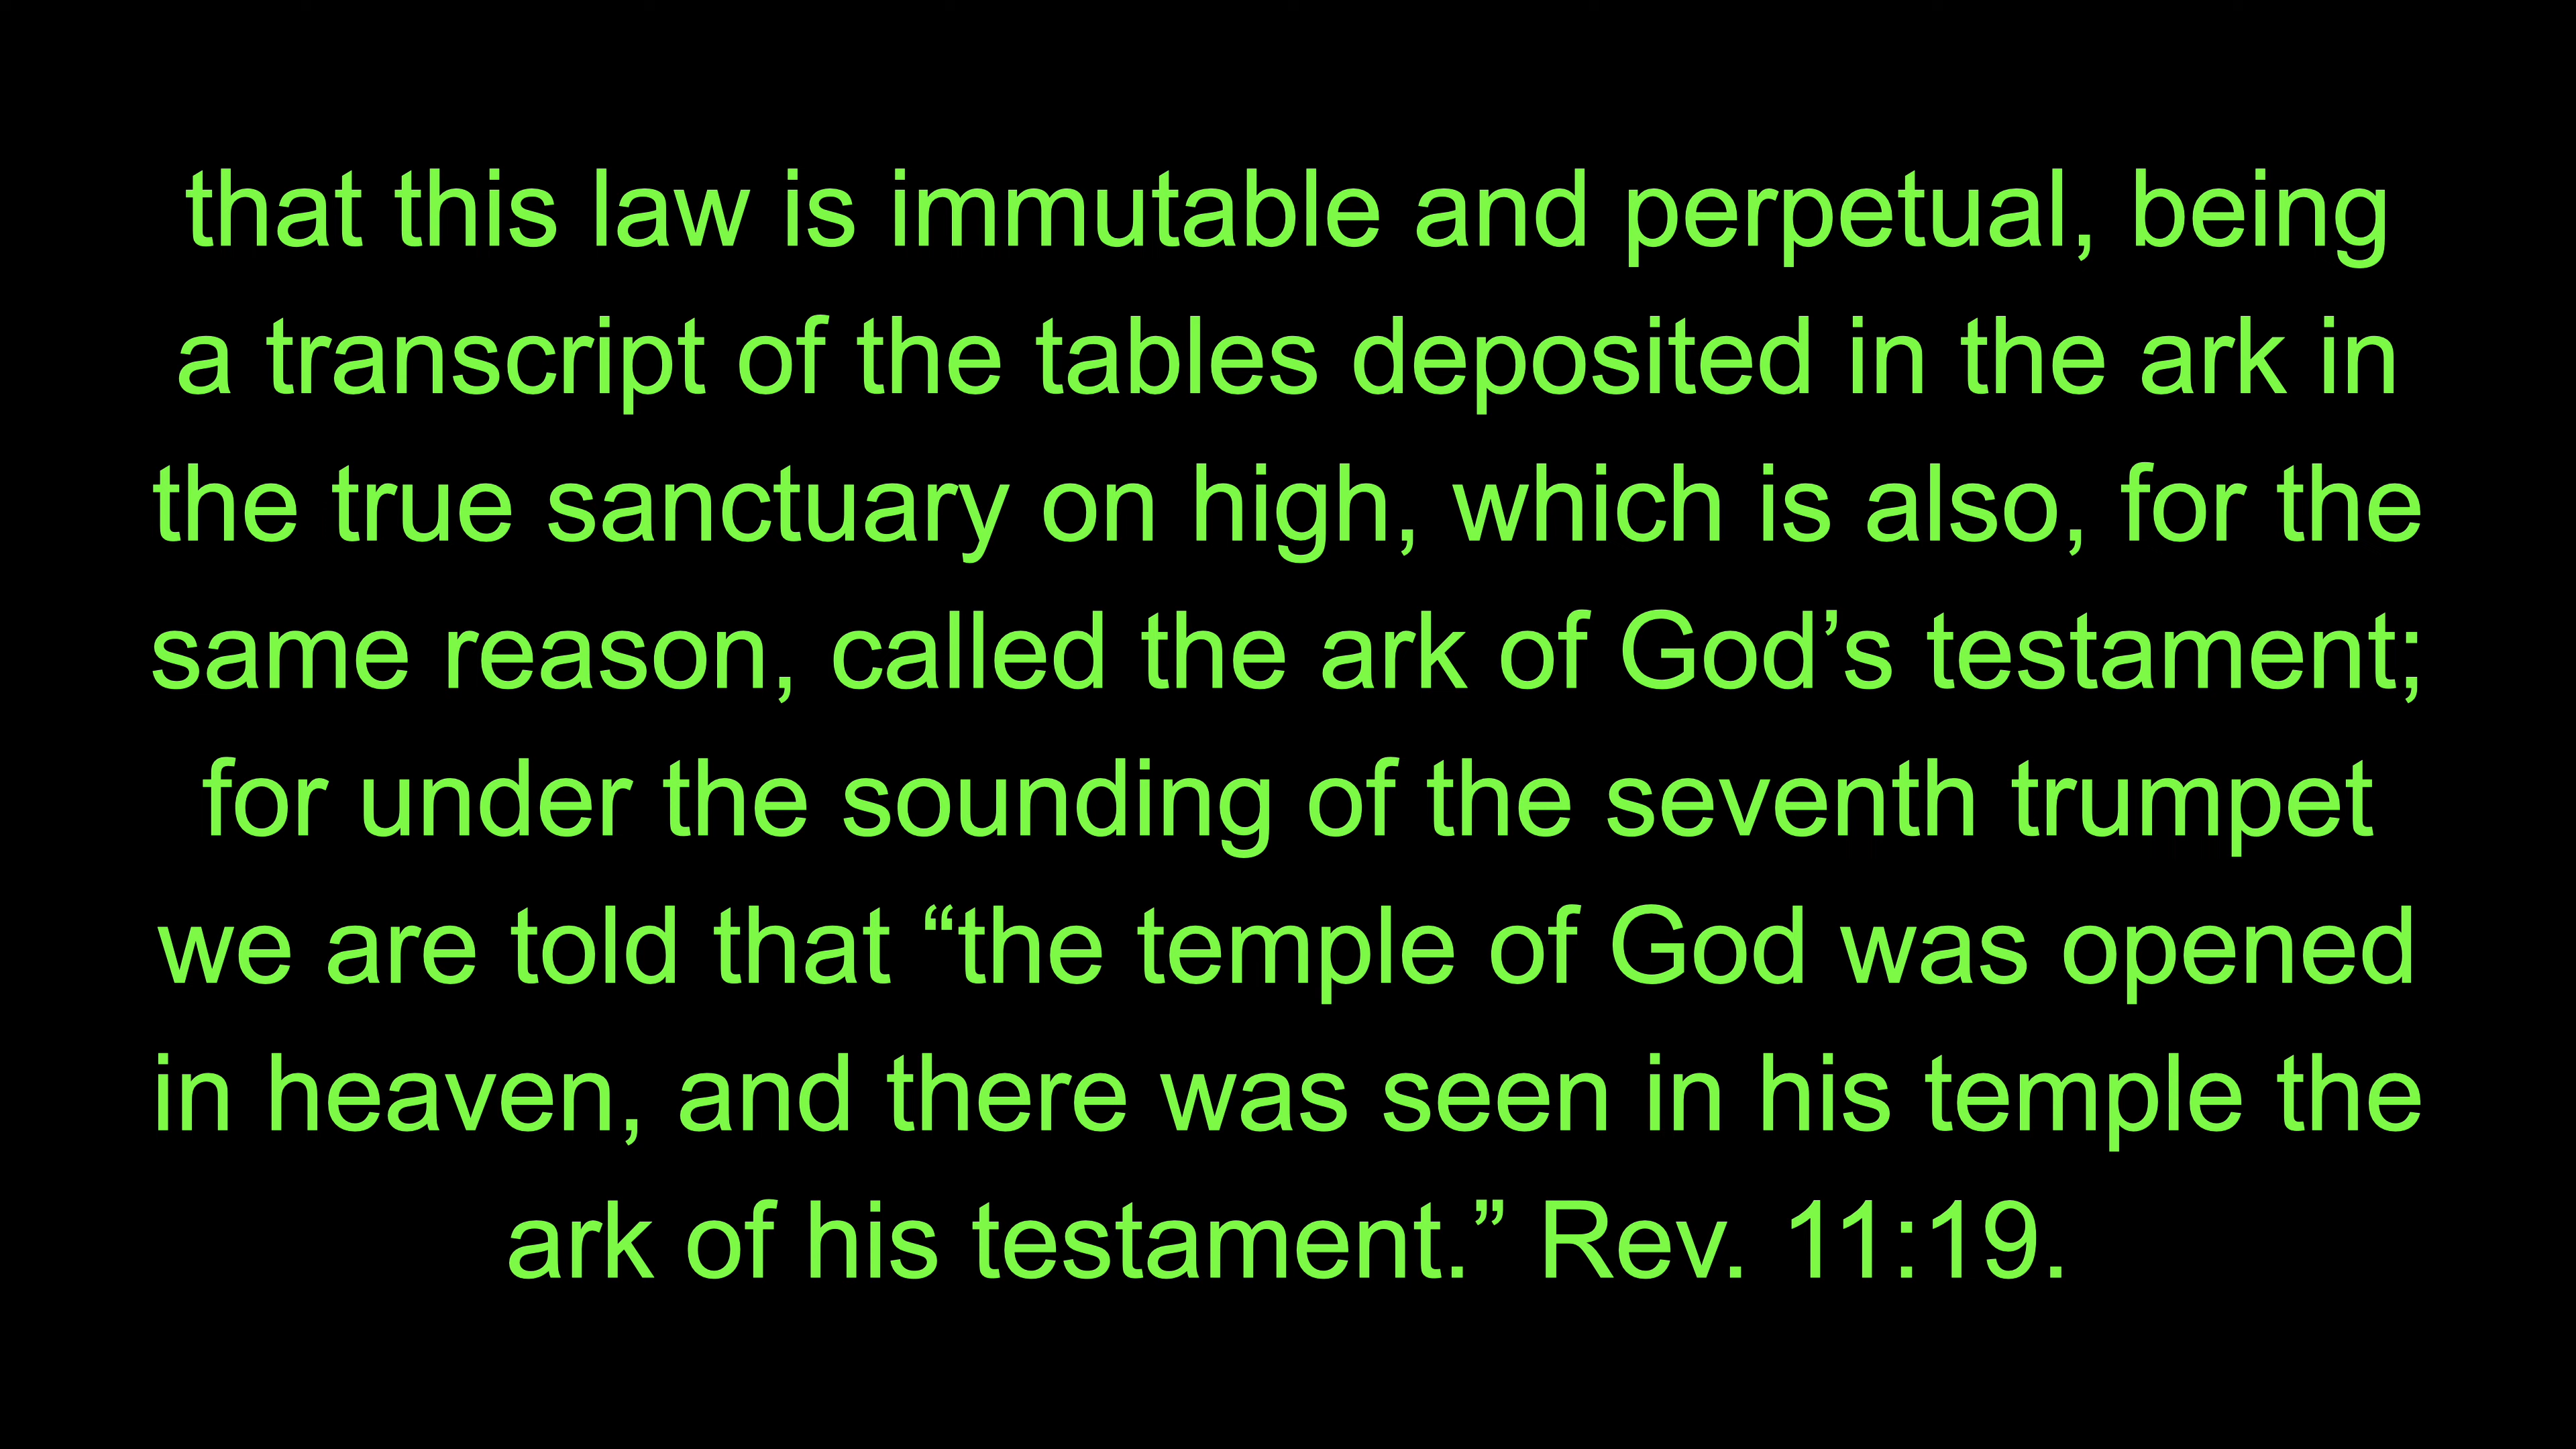 that this law is immutable and perpetual, being
a transcript of the tables deposited in the ark in
the true sanctuary on high, which is also, for the
same reason, called the ark of God’s testament;
for under the sounding of the seventh trumpet
we are told that “the temple of God was opened
in heaven, and there was seen in his temple the
ark of his testament.” Rev. 11:19.